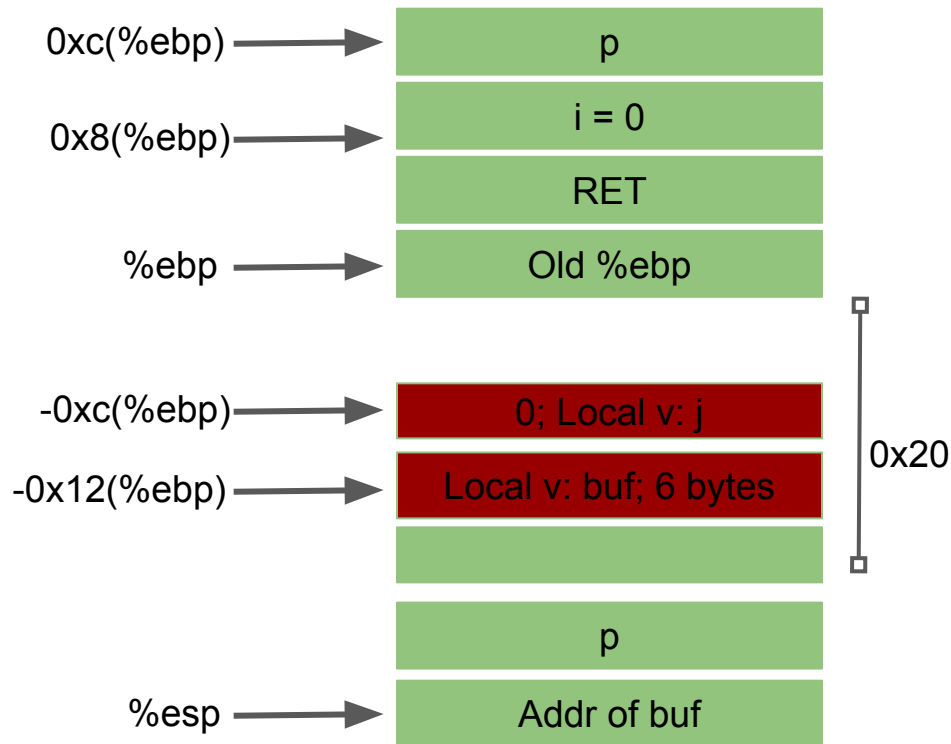 0xc(%ebp)
p
0x8(%ebp)
i = 0
RET
%ebp
Old %ebp
-0xc(%ebp)
0; Local v: j
0x20
-0x12(%ebp)
Local v: buf; 6 bytes
p
%esp
Addr of buf